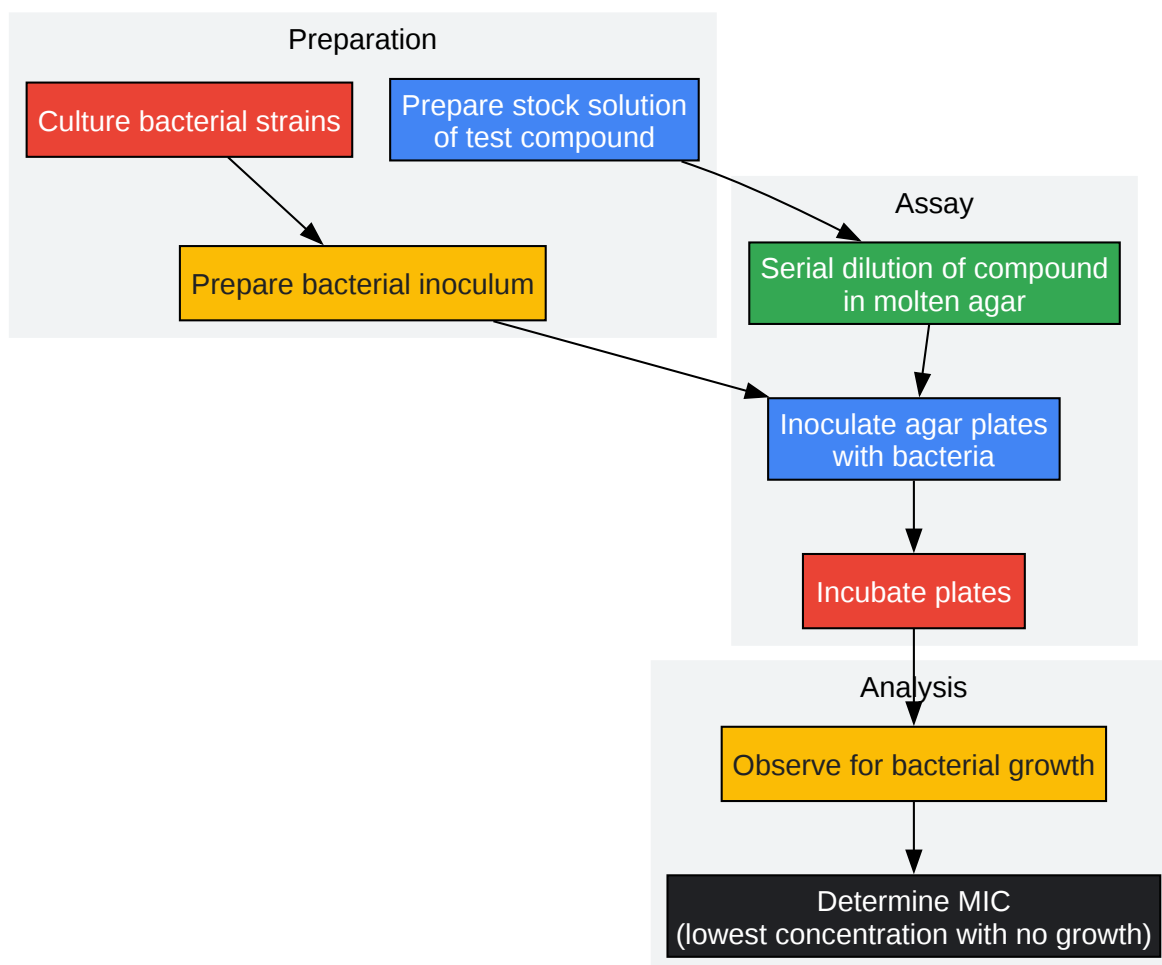 Preparation
Culture bacterial strains
Prepare stock solution
of test compound
Prepare bacterial inoculum
Assay
Serial dilution of compound
in molten agar
Inoculate agar plates
with bacteria
Incubate plates
Analysis
Observe for bacterial growth
Determine MIC
(lowest concentration with no growth)